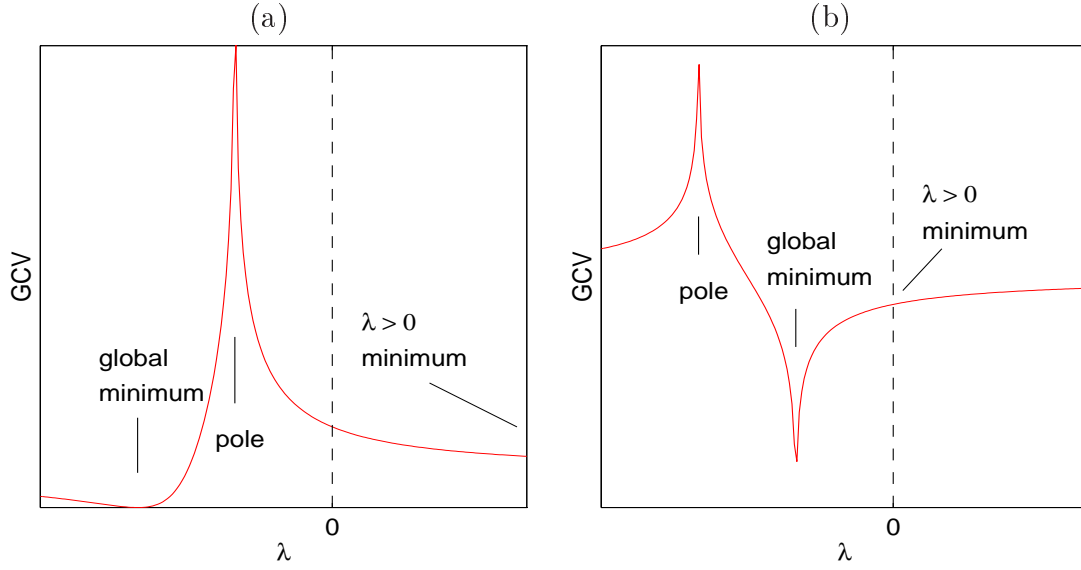 (a)
GCV
λ > 0
minimum
global
minimum
pole
0
λ
(b)
GCV
λ > 0
minimum
global
minimum
pole
0
λ